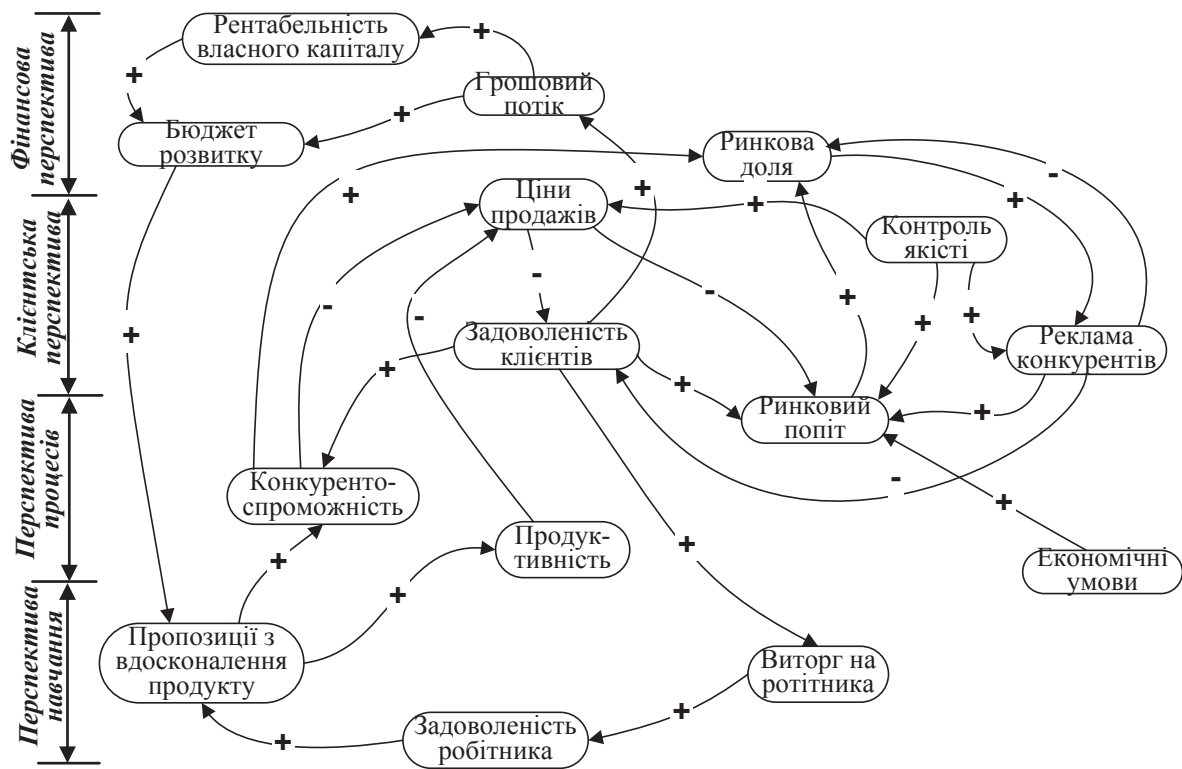 Фінансова
перспектива
Клієнтська
перспектива
Перспектива
процесів
Перспектива
навчання
Рентабельність
власного капіталу
+
+
Грошовий
потік
+
Бюджет
розвитку
Ринкова
доля
-
+
+
+
Ціни
продажів
+
Контроль
якісті
-
-
+
+
+
+
-
-
Задоволеність
клієнтів
Реклама
конкурентів
+
+
+
Ринковий
попіт
Конкуренто-
спроможність
-
+
+
Продук-
тивність
+
Економічні
умови
+
Пропозиції з
вдосконалення
продукту
Виторг на
ротітника
+
Задоволеність
робітника
+